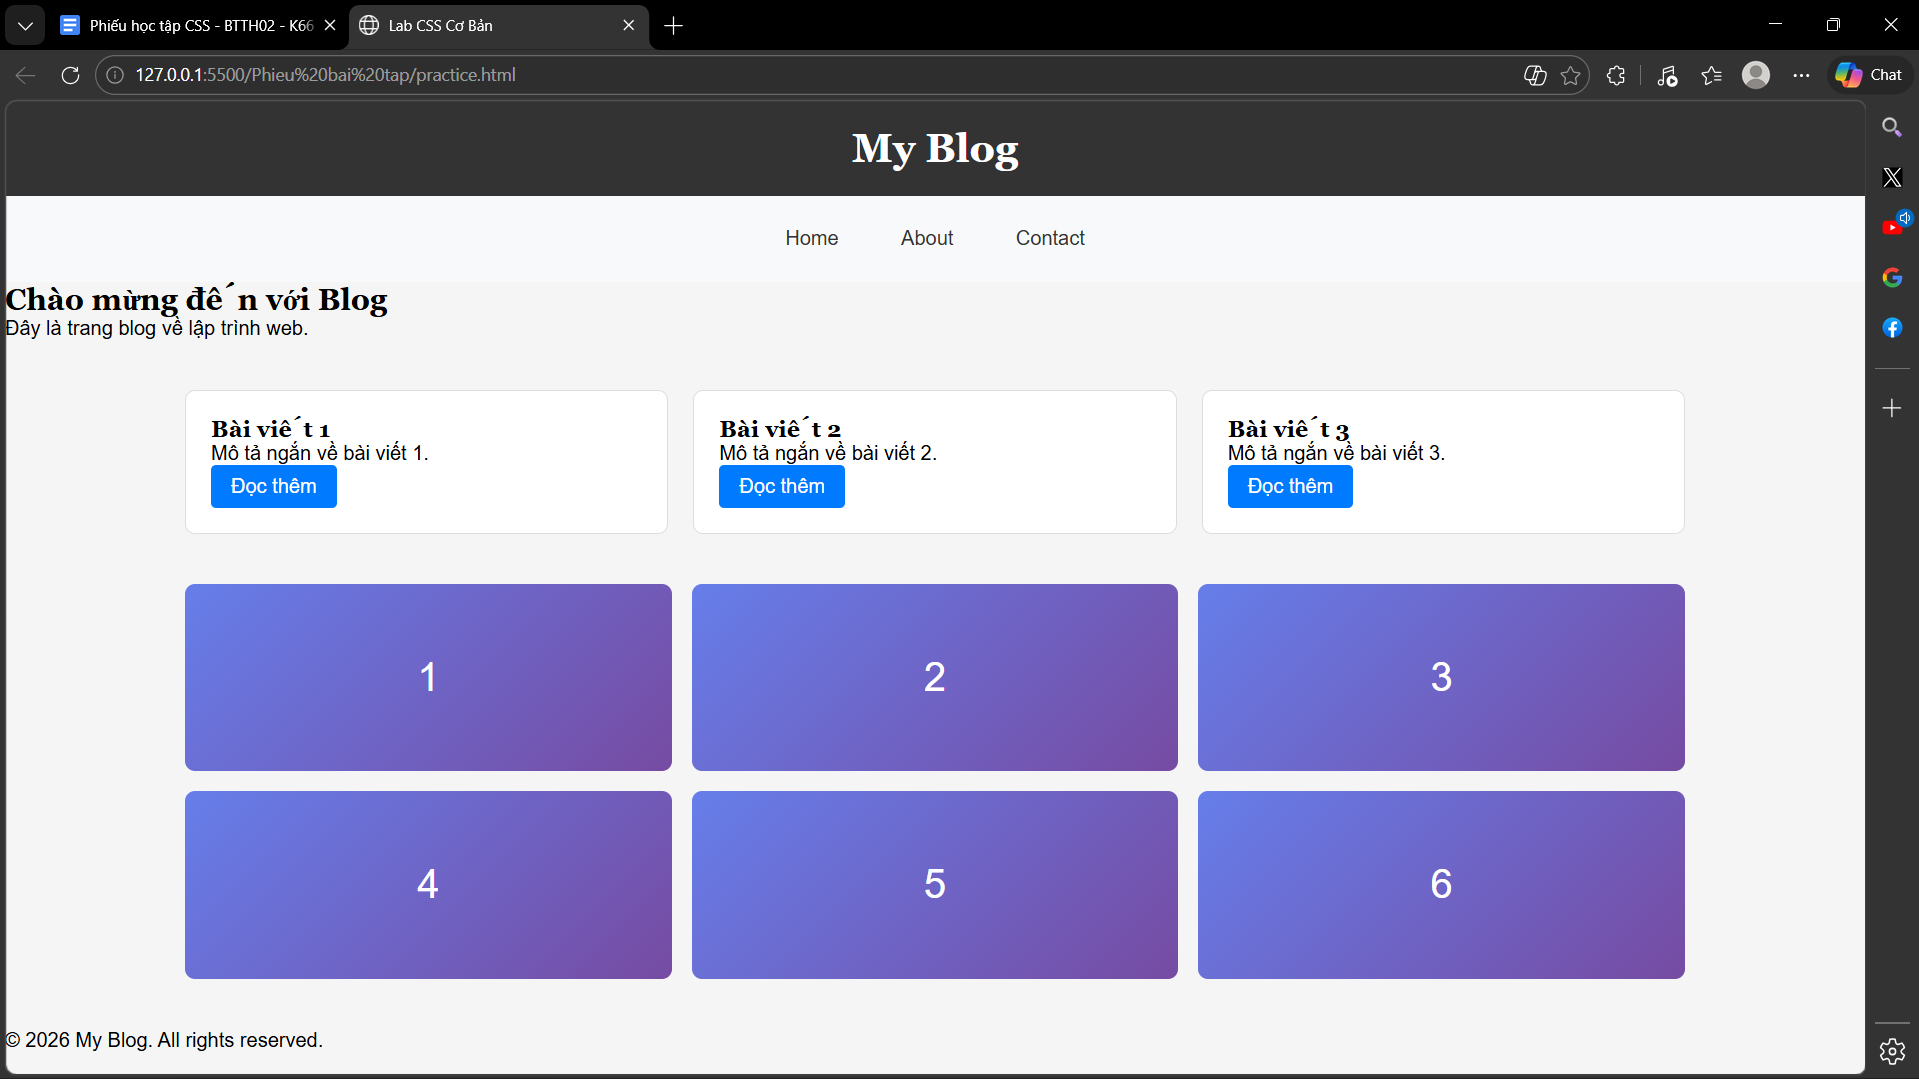 Phiếu học tập CSS - BTTH02 - K66
Lab CSS Cơ Bản
127.0.0.1:5500/Phieu%20bai%20tap/practice.html
Chat
My Blog
Home About Contact
Chào mừng đến với Blog
Đây là trang blog về lập trình web.
Bài viết 1
Mô tả ngắn về bài viết 1.
Đọc thêm
Bài viết 2
Mô tả ngắn về bài viết 2.
Đọc thêm
Bài viết 3
Mô tả ngắn về bài viết 3.
Đọc thêm
1
2
3
4
5
6
© 2026 My Blog. All rights reserved.